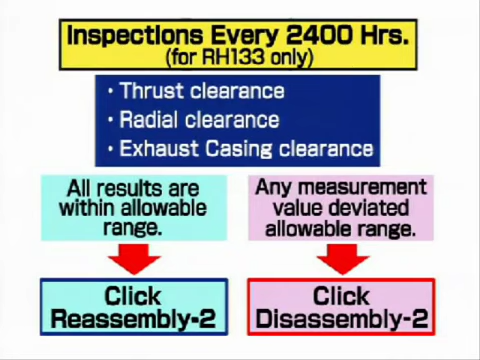 Inspections Every 2400 Hrs.
(for RH133 only)
・Thrust clearance
・Radial clearance
・Exhaust Casing clearance
All results are
within allowable
range.
Any measurement
value deviated
allowable range.
Click
Reassembly-2
Click
Disassembly-2